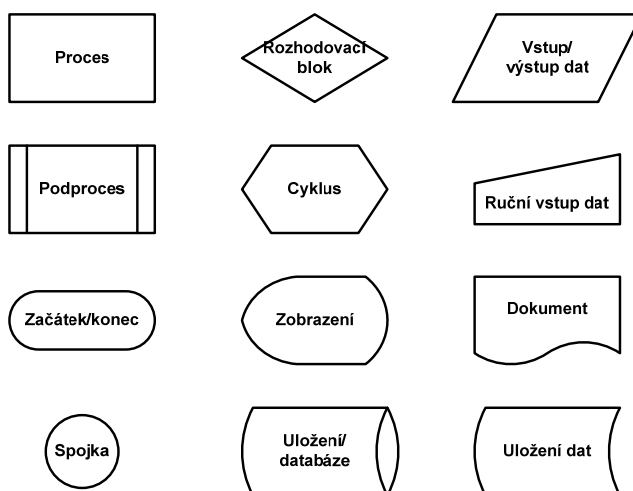 Proces
Rozhodovací
blok
Vstup/
výstup dat
Podproces
Cyklus
Ruční vstup dat
Začátek/konec
Zobrazení
Dokument
Spojka
Uložení/
databáze
Uložení dat